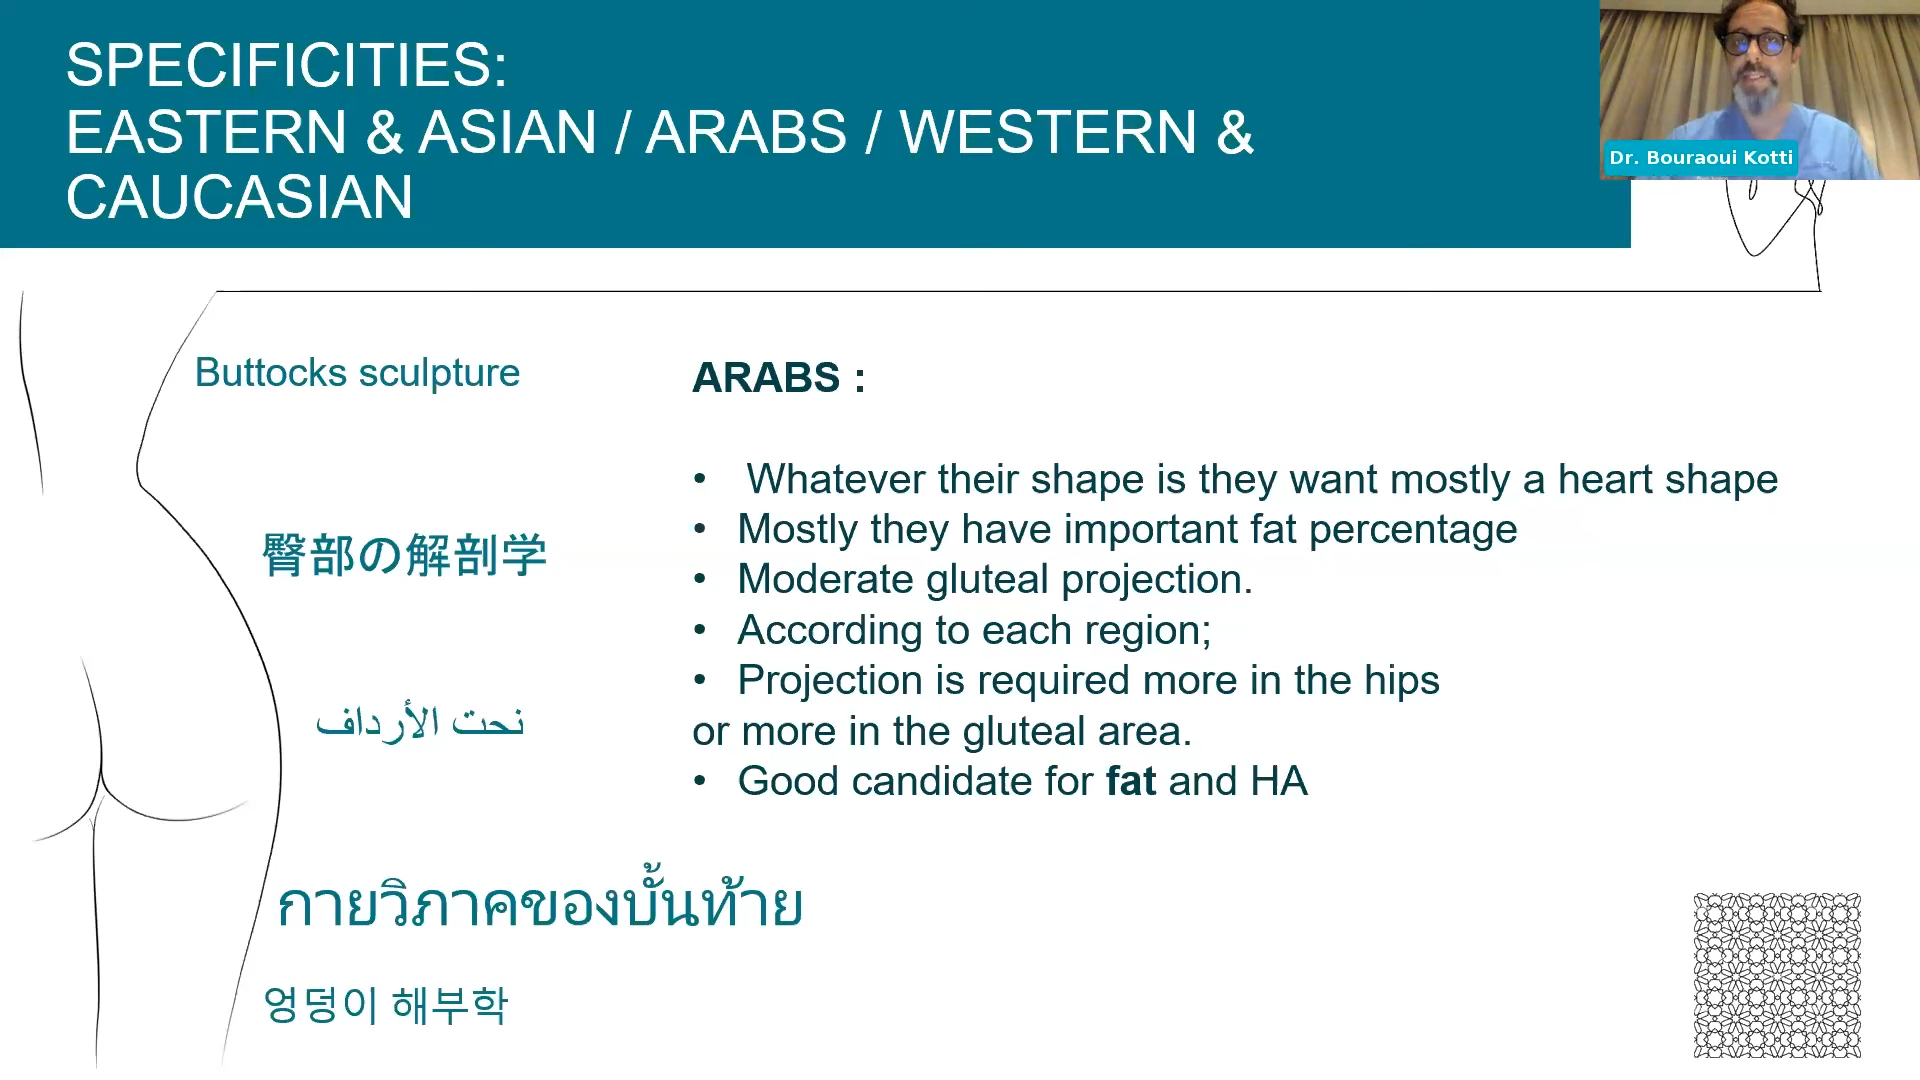 SPECIFICITIES:
EASTERN & ASIAN / ARABS / WESTERN &
CAUCASIAN
Dr. Bouraoui Kotti
Buttocks sculpture
臀部の解剖学
نحت الأرداف
กายวิภาคของบั้นท้าย
엉덩이 해부학
ARABS :
• Whatever their shape is they want mostly a heart shape
• Mostly they have important fat percentage
• Moderate gluteal projection.
• According to each region;
• Projection is required more in the hips
or more in the gluteal area.
• Good candidate for fat and HA